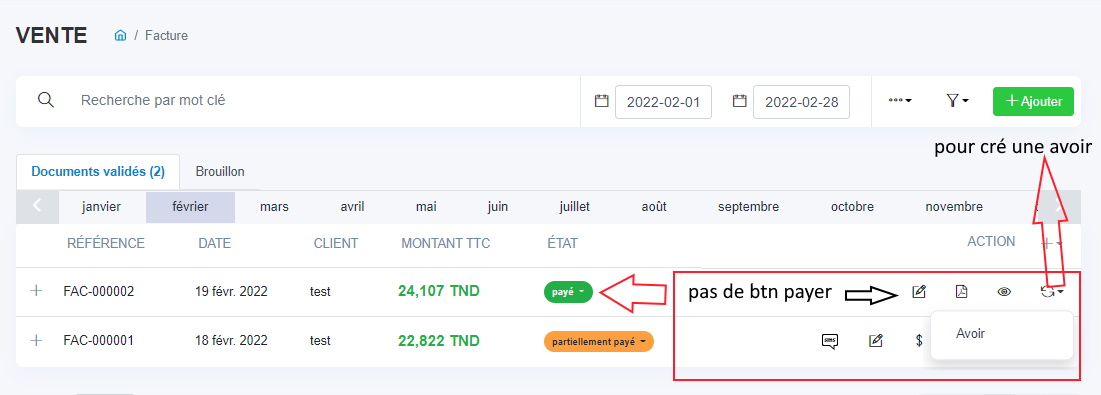 VENTE / Facture
Recherche par mot clé 2022-02-01 2022-02-28 Ajouter
pour cré une avoir
Documents validés (2) Brouillon
janvier février mars avril mai juin juillet août septembre octobre novembre
RÉFÉRENCE DATE CLIENT MONTANT TTC ÉTAT ACTION
FAC-000002 19 févr. 2022 test 24,107 TND payé pas de btn payer
Avoir
FAC-000001 18 févr. 2022 test 22,822 TND partiellement payé SMS $